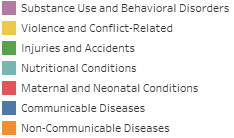 Substance Use and Behavioral Disorders
Violence and Conflict-Related
Injuries and Accidents
Nutritional Conditions
Maternal and Neonatal Conditions
Communicable Diseases
Non-Communicable Diseases